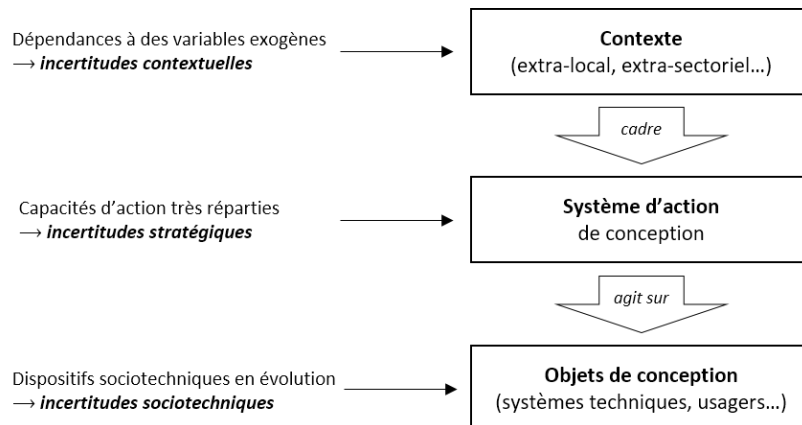 Dépendances à des variables exogènes
→ incertitudes contextuelles
Contexte
(extra-local, extra-sectoriel…)
cadre
Capacités d’action très réparties
→ incertitudes stratégiques
Système d’action
de conception
agit sur
Dispositifs sociotechniques en évolution
→ incertitudes sociotechniques
Objets de conception
(systèmes techniques, usagers…)